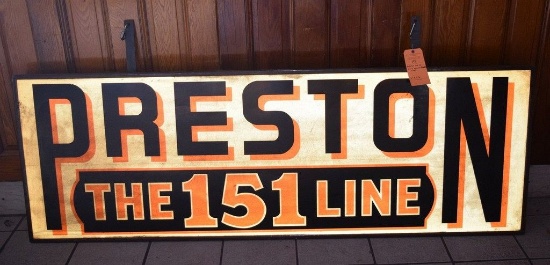 PRESTON
THE 151 LINE